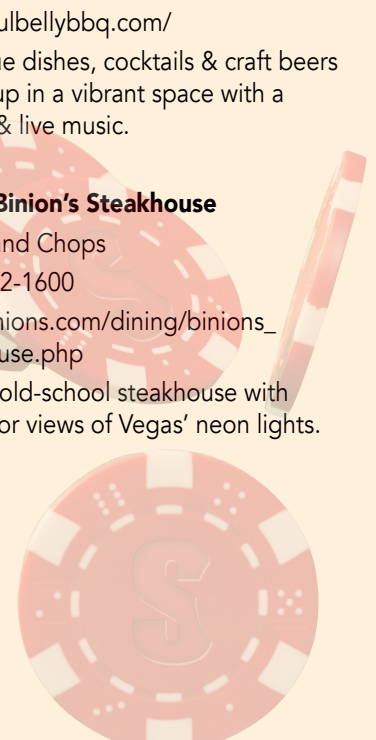 ulbellybbq.com/
ue dishes, cocktails & craft beers
up in a vibrant space with a
& live music.
Binion's Steakhouse
nd Chops
2-1600
nions.com/dining/binions_
use.php
old-school steakhouse with
or views of Vegas' neon lights.
S
S